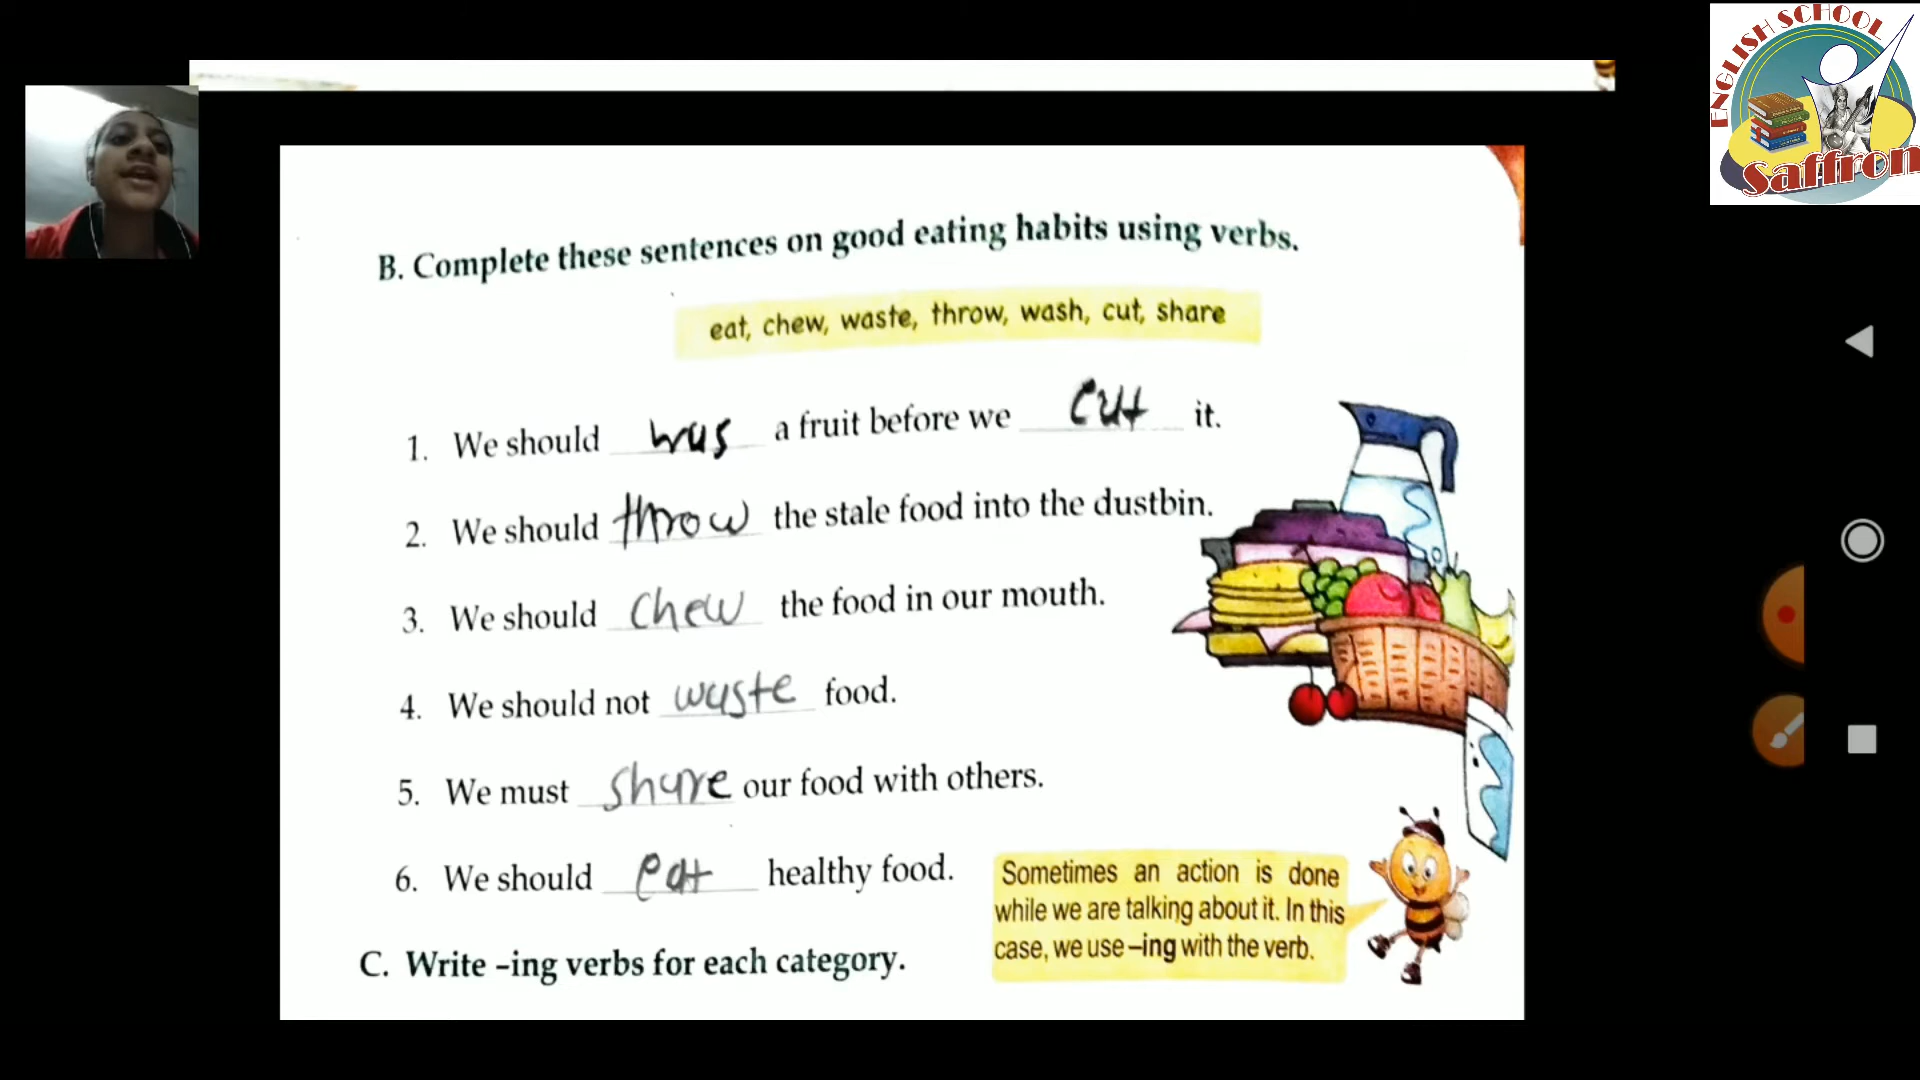 ENGLISH SCHOOL
Saffron
B. Complete these sentences on good eating habits using verbs.
eat, chew, waste, throw, wash, cut, share
1. We should was a fruit before we cut it.
2. We should throw the stale food into the dustbin.
3. We should chew the food in our mouth.
4. We should not waste food.
5. We must share our food with others.
6. We should eat healthy food.
Sometimes an action is done
while we are talking about it. In this
case, we use –ing with the verb.
C. Write –ing verbs for each category.